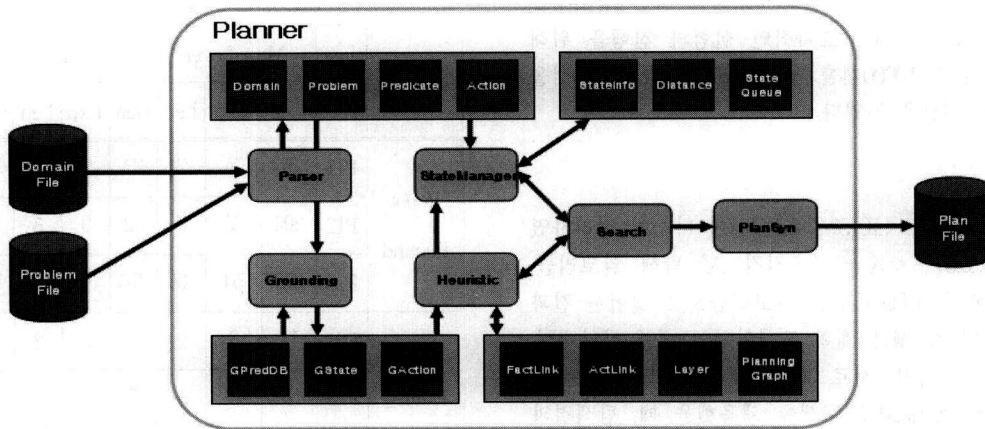 Planner
Domain
Problem
Predicate
Action
StateInfo
Distance
State
Queue
Domain
File
Parser
StateManager
Search
PlanSyn
Plan
File
Problem
File
Grounding
Heuristic
GPredDB
GState
GAction
FactLink
ActLink
Layer
Planning
Graph